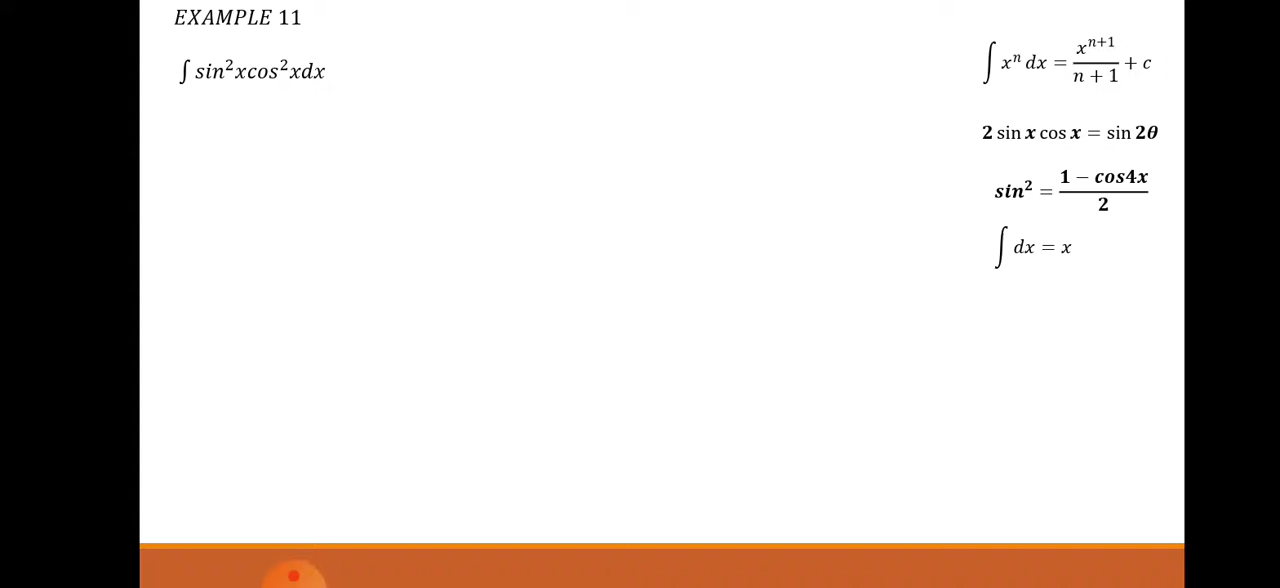 EXAMPLE 11
∫ sin²xcos²xdx
∫ xⁿ dx = xⁿ⁺¹/(n + 1) + c
2 sin x cos x = sin 2θ
sin² = (1 − cos4x)/2
∫ dx = x